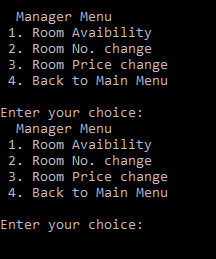 Manager Menu
1. Room Avaibility
2. Room No. change
3. Room Price change
4. Back to Main Menu
Enter your choice:
Manager Menu
1. Room Avaibility
2. Room No. change
3. Room Price change
4. Back to Main Menu
Enter your choice: